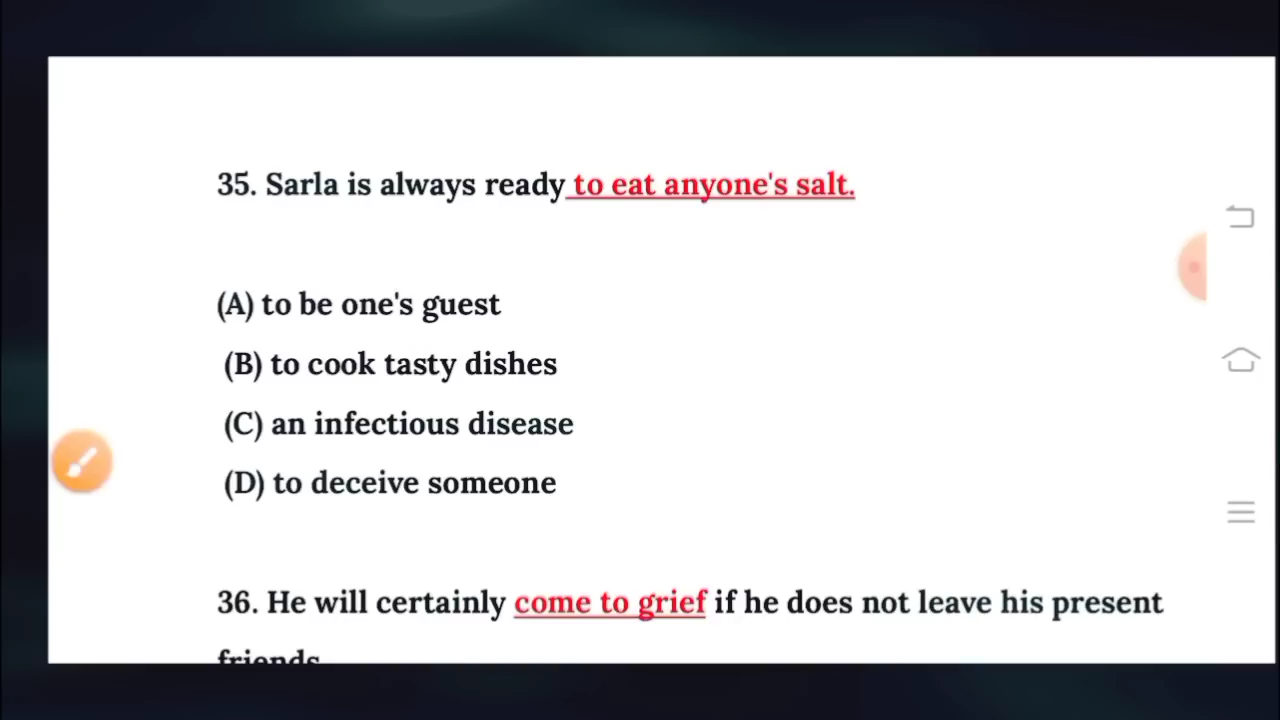 35. Sarla is always ready to eat anyone's salt.
(A) to be one's guest
(B) to cook tasty dishes
(C) an infectious disease
(D) to deceive someone
36. He will certainly come to grief if he does not leave his present
friends